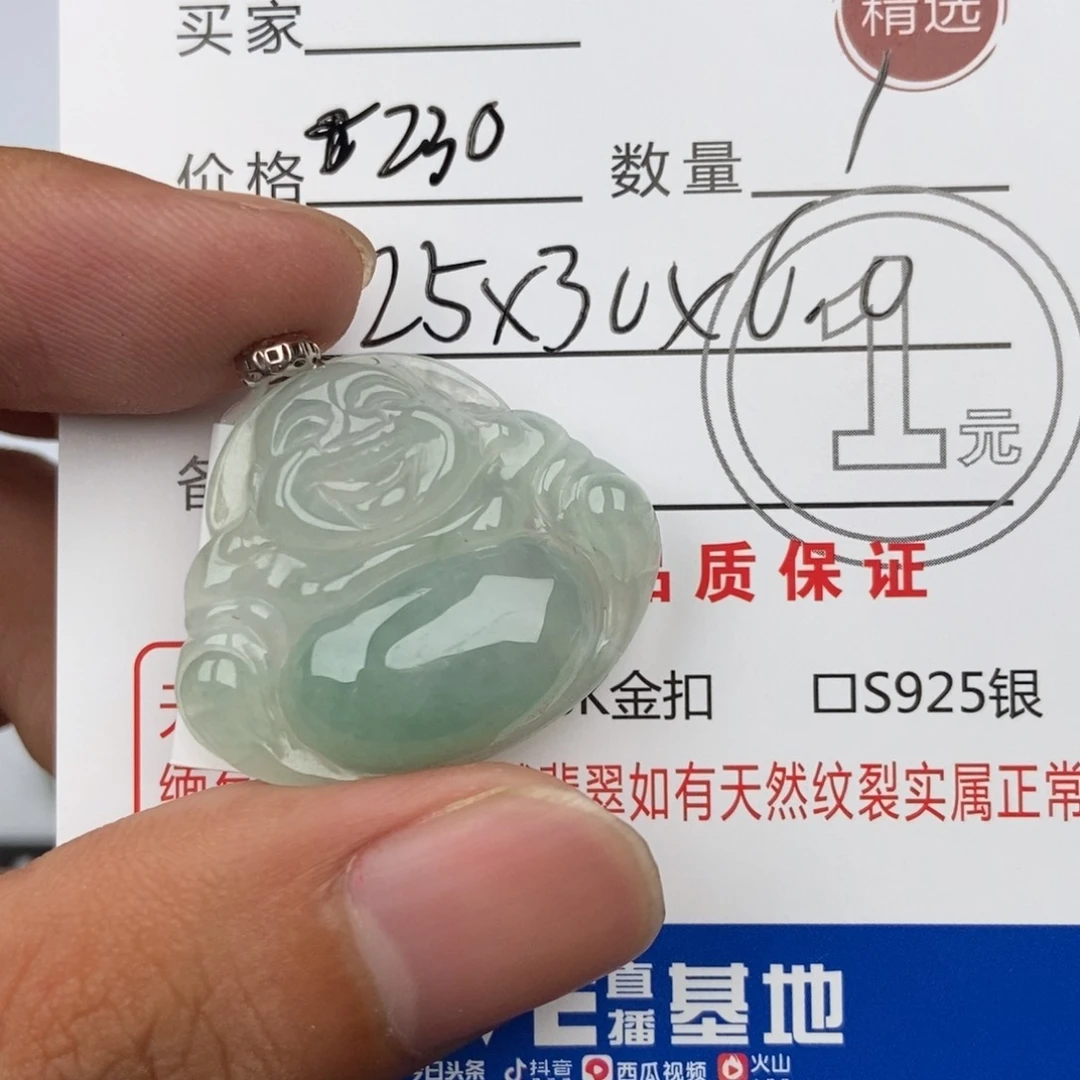 精选
买家
价格 230 数量 1
25x30x6.0
1元
质保证
金扣 □S925银
翡翠如有天然纹裂实属正常
直播基地
头条 抖音 西瓜视频 火山